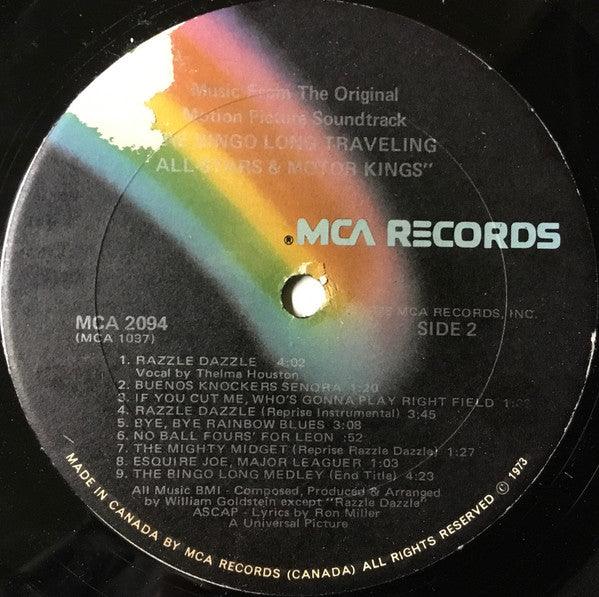 Music From The Original
Motion Picture Soundtrack
BINGO LONG TRAVELING
ALL-STARS & MOTOR KINGS"
® MCA RECORDS
MCA 2094
(MCA 1037)
MCA RECORDS, INC.
SIDE 2
1. RAZZLE DAZZLE 4:02
Vocal by Thelma Houston
2. BUENOS KNOCKERS SENORA 1:20
3. IF YOU CUT ME, WHO'S GONNA PLAY RIGHT FIELD
4. RAZZLE DAZZLE (Reprise Instrumental) 3:45
5. BYE, BYE RAINBOW BLUES 3:08
6. NO BALL FOURS' FOR LEON :52
7. THE MIGHTY MIDGET (Reprise Razzle Dazzle) 1:27
8. ESQUIRE JOE, MAJOR LEAGUER 1:03
9. THE BINGO LONG MEDLEY (End Title) 4:23
All Music BMI - Composed, Produced & Arranged
by William Goldstein except "Razzle Dazzle"
ASCAP - Lyrics by Ron Miller
A Universal Picture
MADE IN CANADA BY MCA RECORDS (CANADA) ALL RIGHTS RESERVED © 1973